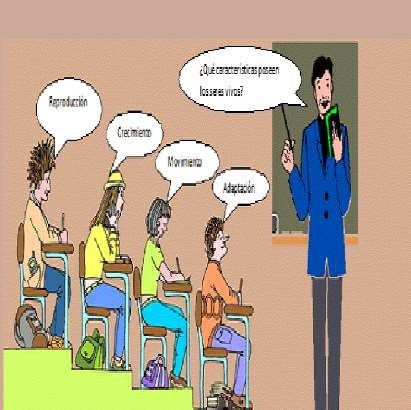 ¿Qué características poseen
los seres vivos?
Reproducción
Crecimiento
Movimiento
Adaptación